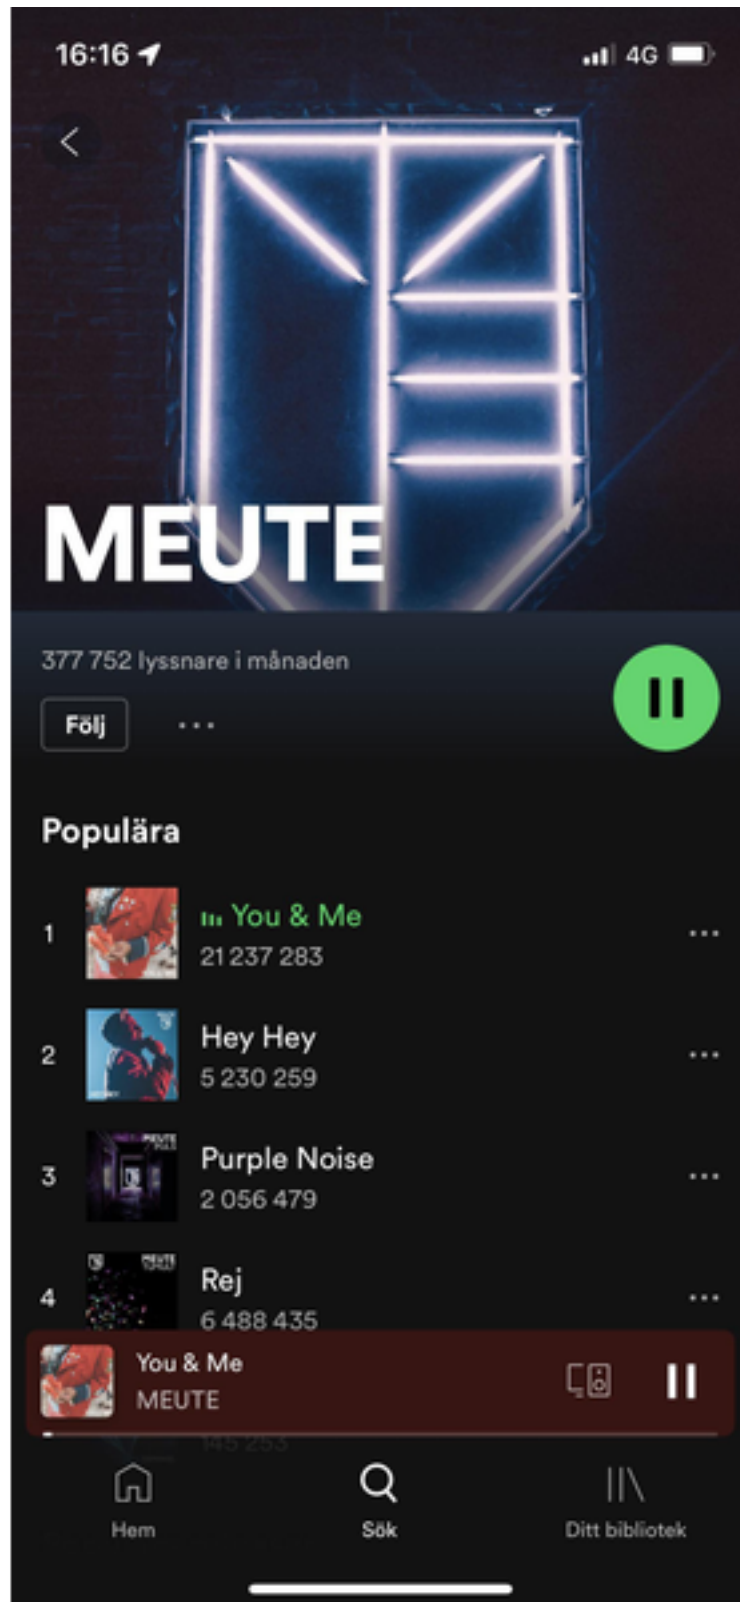 16:16
4G
MEUTE
377 752 lyssnare i månaden
Följ
Populära
1
You & Me
21 237 283
2
Hey Hey
5 230 259
3
Purple Noise
2 056 479
4
Rej
6 488 435
You & Me
MEUTE
145 253
Hem
Sök
Ditt bibliotek